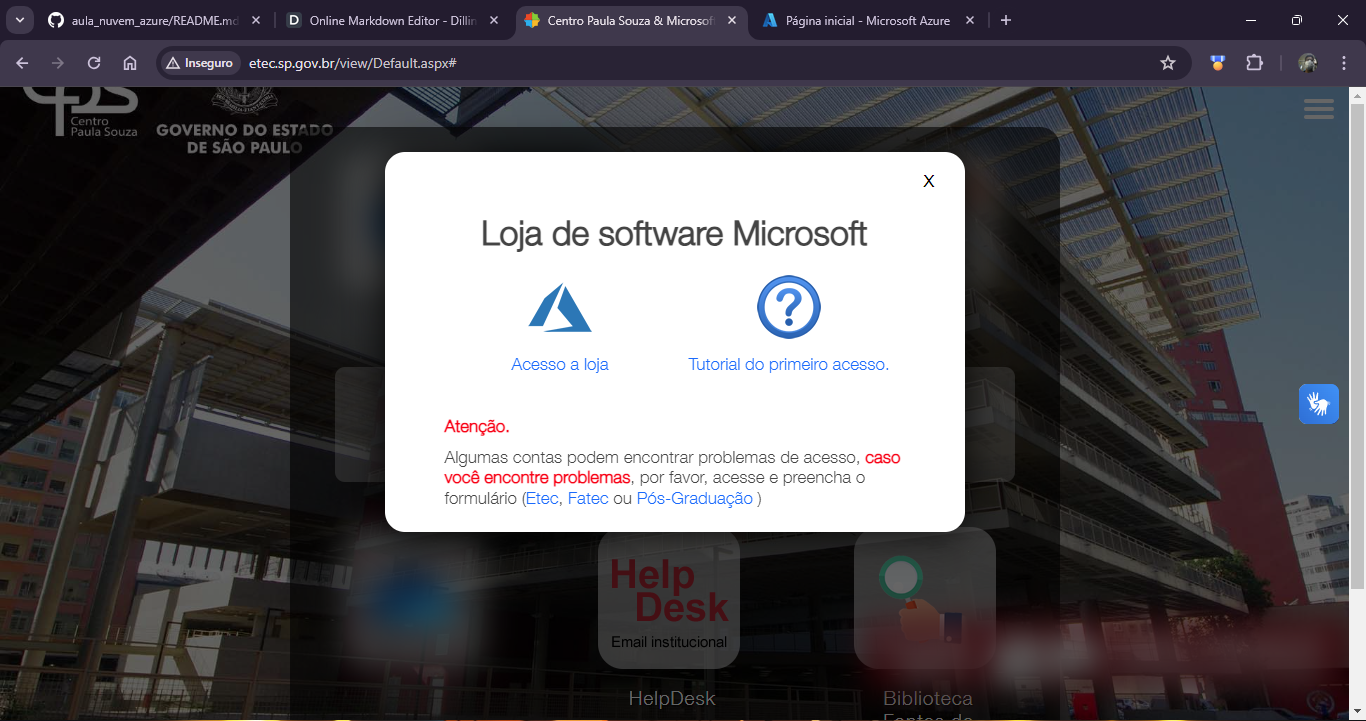 aula_nuvem_azure/README.md
Online Markdown Editor - Dillin
Centro Paula Souza & Microsoft
Página inicial - Microsoft Azure
Inseguro
etec.sp.gov.br/view/Default.aspx#
cps
Centro
Paula Souza
GOVERNO DO ESTADO
DE SÃO PAULO
X
Loja de software Microsoft
Acesso a loja
Tutorial do primeiro acesso.
Atenção.
Algumas contas podem encontrar problemas de acesso, caso
você encontre problemas, por favor, acesse e preencha o
formulário (Etec, Fatec ou Pós-Graduação )
Help
Desk
Email institucional
HelpDesk
Biblioteca
Fontes de